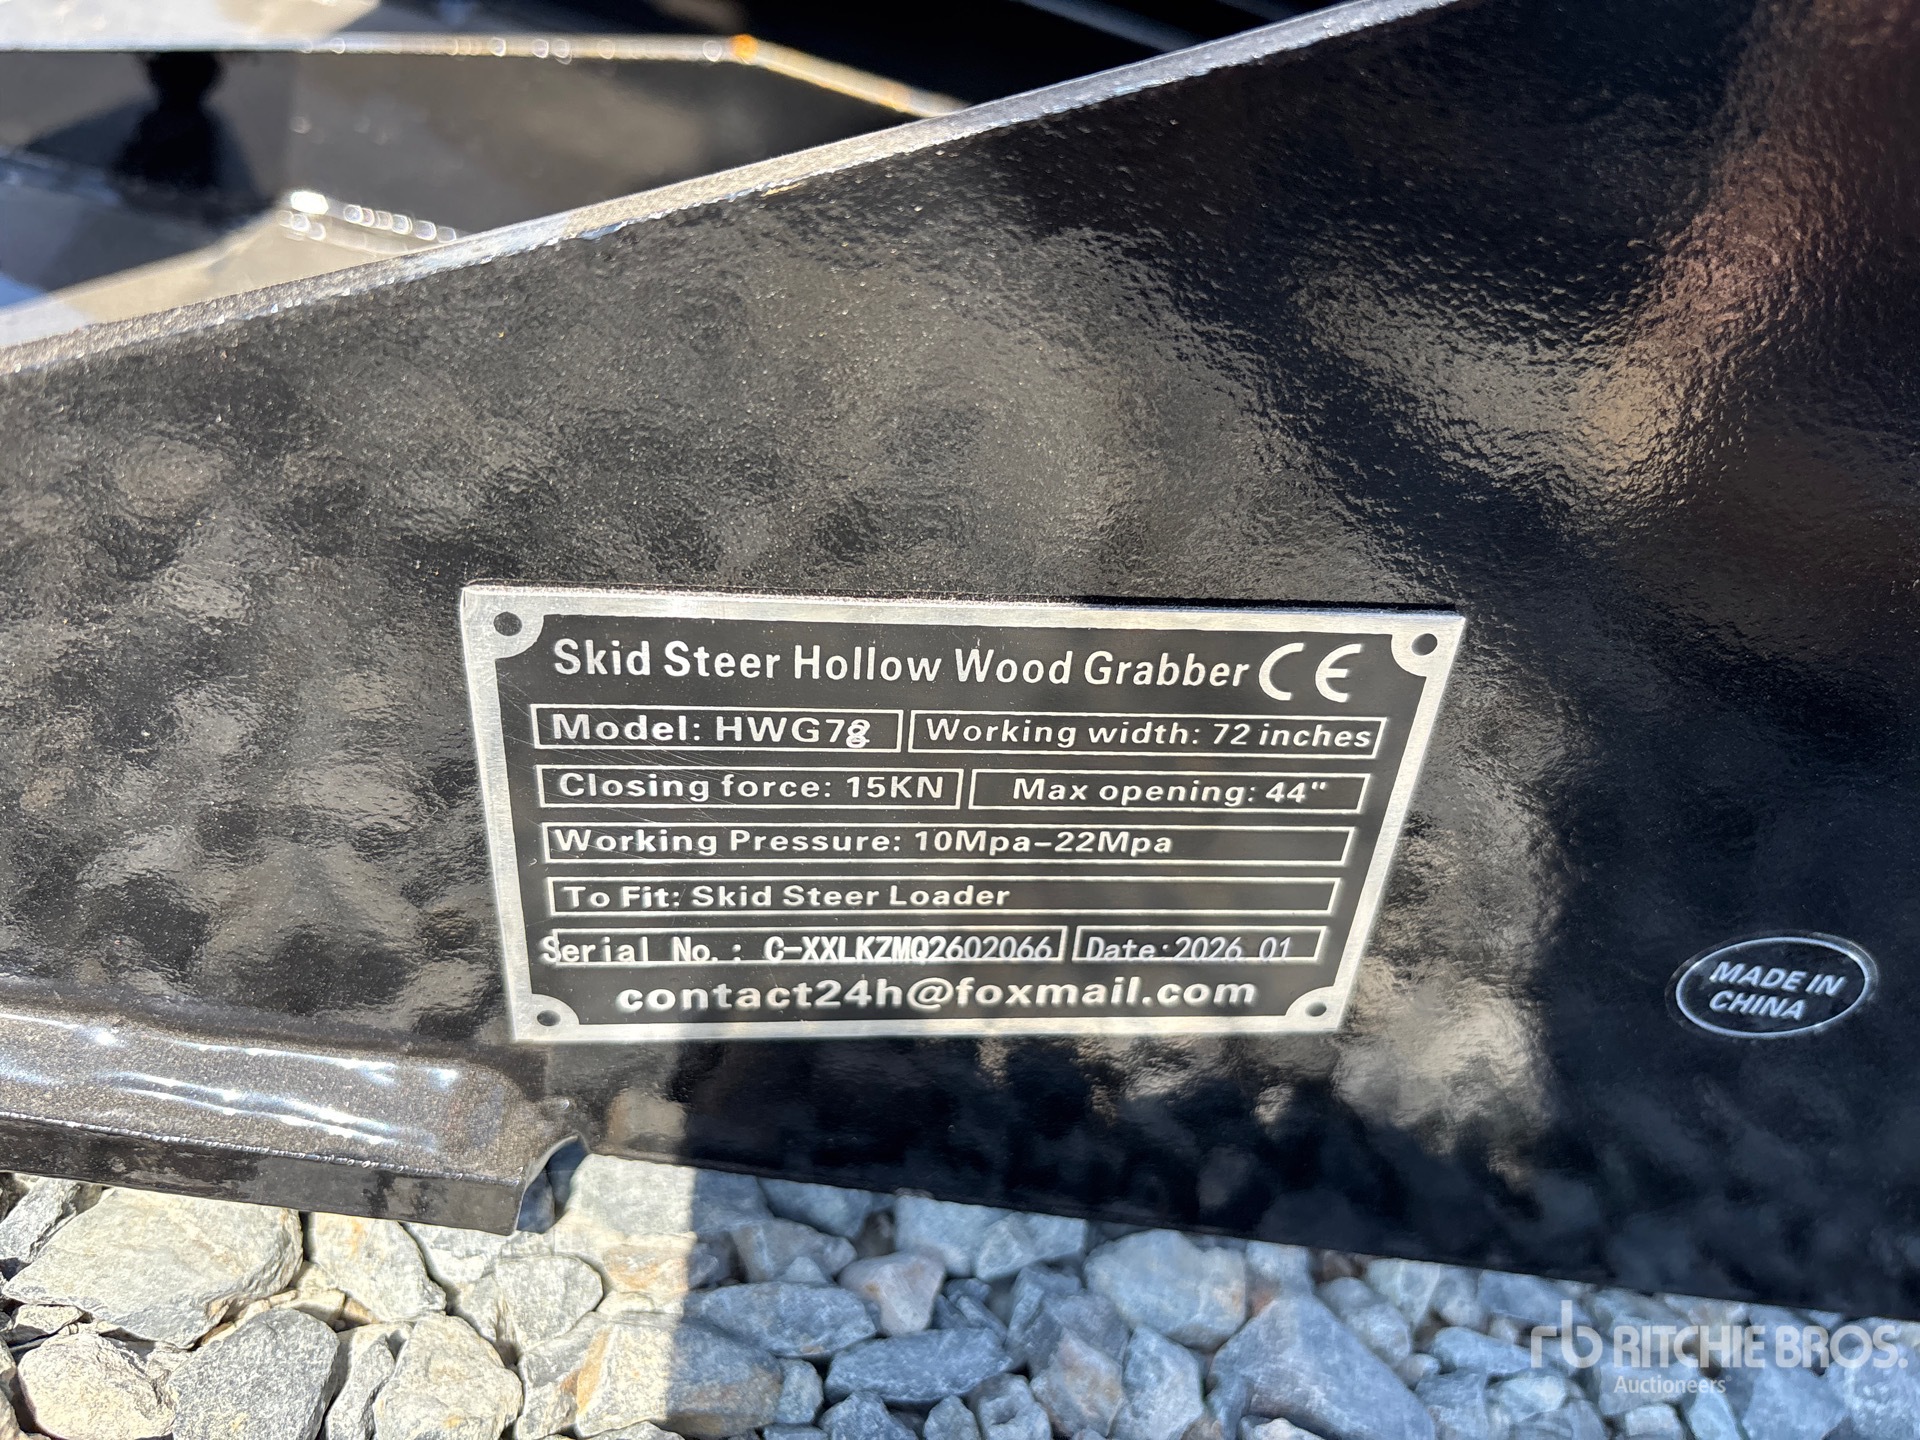 Skid Steer Hollow Wood Grabber CE
Model: HWG78 Working width: 72 inches
Closing force: 15KN Max opening: 44"
Working Pressure: 10Mpa-22Mpa
To Fit: Skid Steer Loader
Serial No.: C-XXLKZMQ2602066 Date:2026.01
contact24h@foxmail.com
MADE IN
CHINA
rb RITCHIE BROS.
Auctioneers